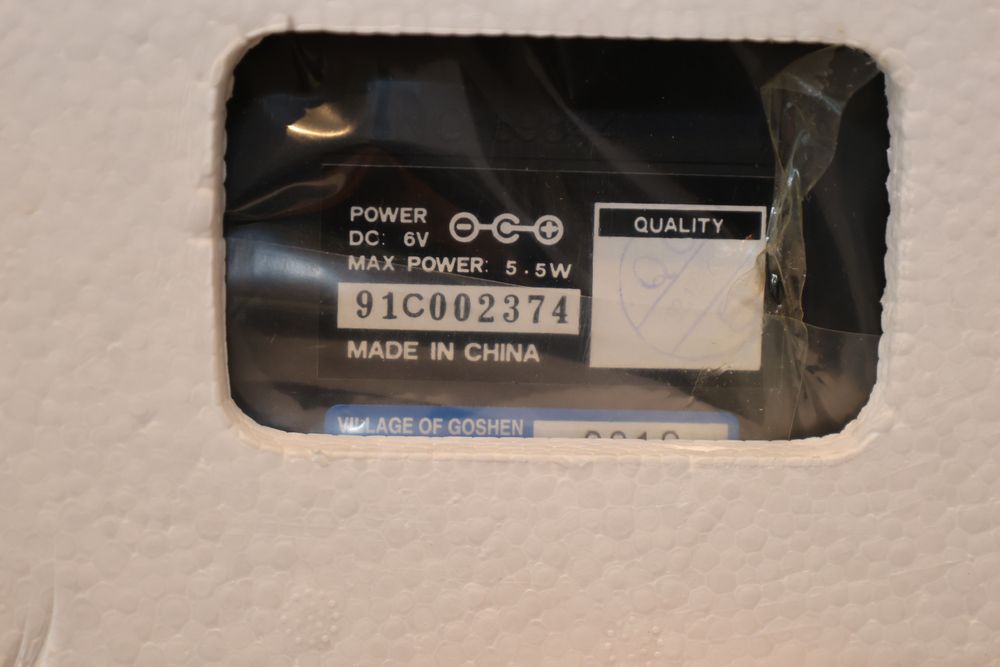 POWER
DC: 6V
MAX POWER: 5.5W
91C002374
MADE IN CHINA
QUALITY
VILLAGE OF GOSHEN